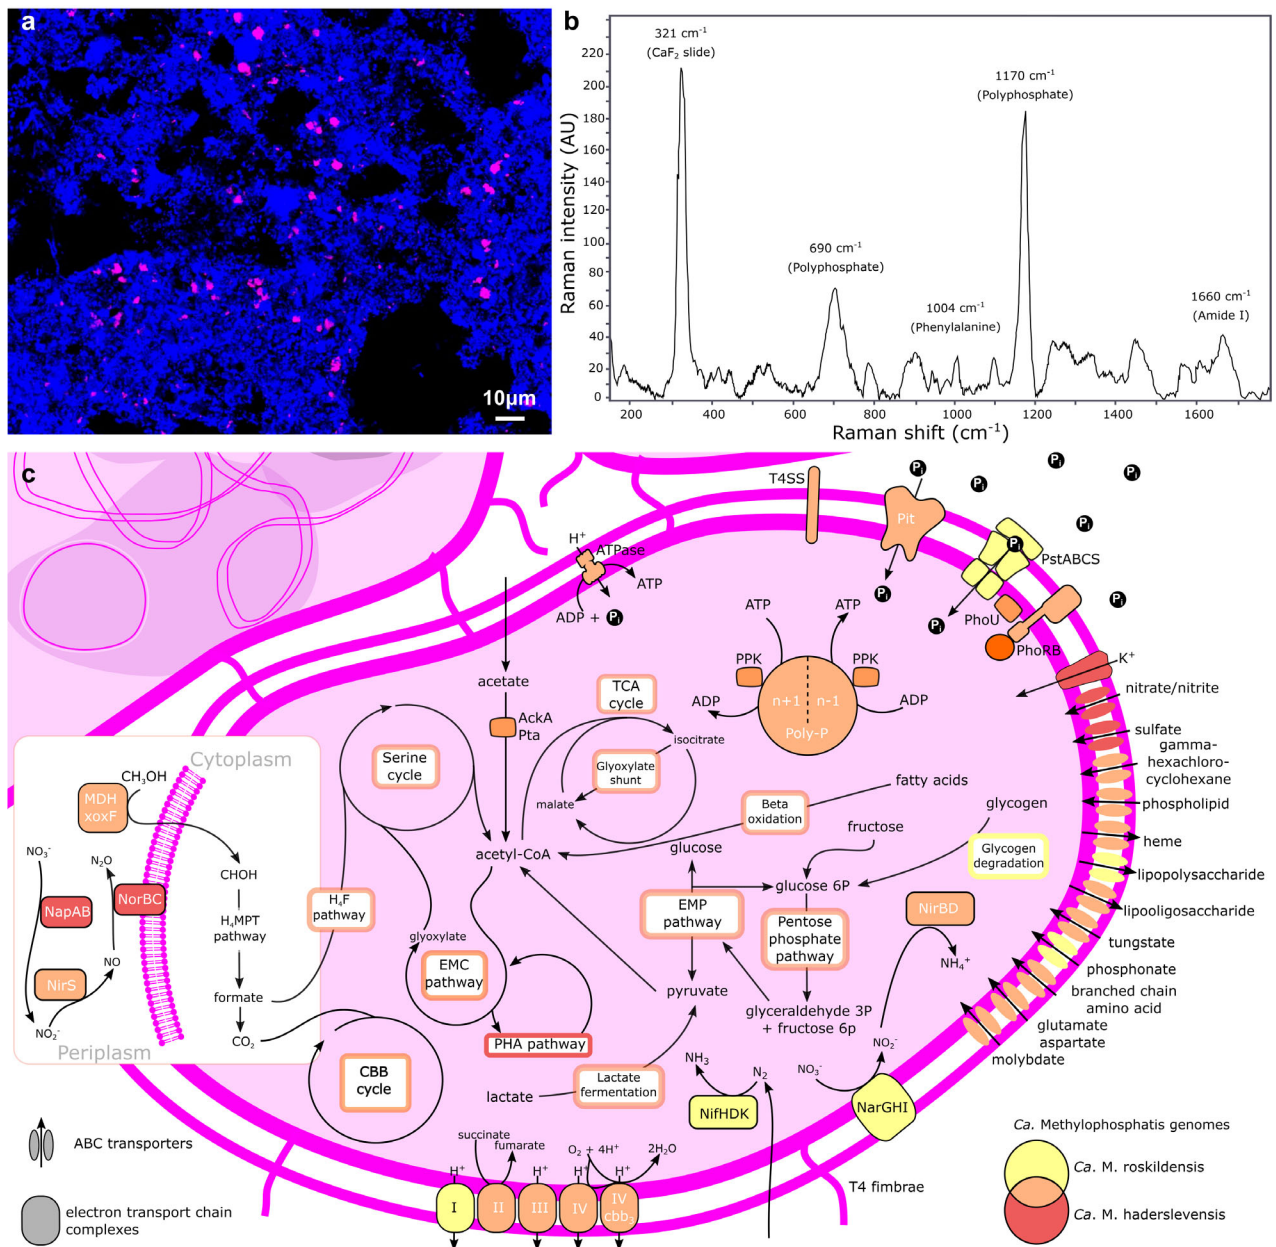 a
10μm
b
321 cm⁻¹
(CaF₂ slide)
1170 cm⁻¹
(Polyphosphate)
690 cm⁻¹
(Polyphosphate)
1004 cm⁻¹
(Phenylalanine)
1660 cm⁻¹
(Amide I)
Raman intensity (AU)
220
200
180
160
140
120
100
80
60
40
20
0
200 400 600 800 1000 1200 1400 1600
Raman shift (cm⁻¹)
c
T4SS
Pi
Pi
Pi
Pi
Pit
Pi
Pi
PstABCS
H⁺
ATPase
ATP
ADP + Pi
Pi
Pi
Pi
PhoU
PhoRB
K⁺
ATP
ATP
PPK
PPK
n+1
n-1
Poly-P
ADP
ADP
acetate
AckA
Pta
TCA
cycle
isocitrate
Glyoxylate
shunt
malate
Serine
cycle
acetyl-CoA
nitrate/nitrite
sulfate
gamma-
hexachloro-
cyclohexane
phospholipid
heme
lipopolysaccharide
lipooligosaccharide
tungstate
phosphonate
branched chain
amino acid
glutamate
aspartate
molybdate
fatty acids
Beta
oxidation
fructose
glycogen
Glycogen
degradation
glucose
glucose 6P
EMP
pathway
Pentose
phosphate
pathway
NirBD
NH₄⁺
pyruvate
glyceraldehyde 3P
+ fructose 6p
Cytoplasm
CH₃OH
MDH
xoxF
NO₃⁻
N₂O
NapAB
NorBC
CHOH
H₄MPT
pathway
H₄F
pathway
NO
NirS
formate
NO₂⁻
CO₂
Periplasm
glyoxylate
EMC
pathway
PHA pathway
CBB
cycle
lactate
Lactate
fermentation
NH₃
N₂
NifHDK
NO₃⁻
NO₂⁻
NarGHI
succinate
fumarate
O₂ + 4H⁺
2H₂O
H⁺
H⁺
H⁺
H⁺
I
II
III
IV
IV
cbb₃
T4 fimbrae
ABC transporters
electron transport chain
complexes
Ca. Methylophosphatis genomes
Ca. M. roskildensis
Ca. M. haderslevensis